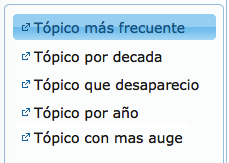 Tópico más frecuente
Tópico por decada
Tópico que desaparecio
Tópico por año
Tópico con mas auge